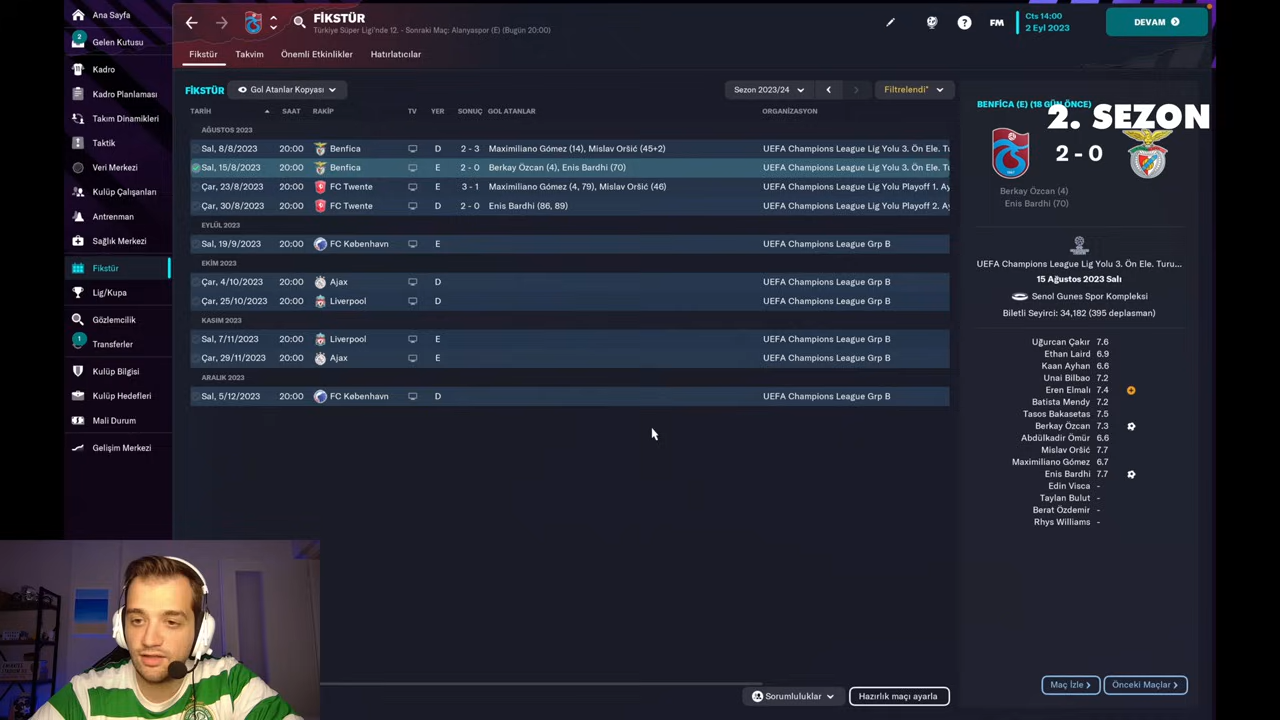 Ana Sayfa
2
Gelen Kutusu
Kadro
Kadro Planlaması
Takım Dinamikleri
Taktik
Veri Merkezi
Kulüp Çalışanları
Antrenman
Sağlık Merkezi
Fikstür
Lig/Kupa
Gözlemcilik
1
Transferler
Kulüp Bilgisi
Kulüp Hedefleri
Mali Durum
Gelişim Merkezi
FİKSTÜR
Türkiye Süper Ligi'nde 12. - Sonraki Maç: Alanyaspor (E) (Bugün 20:00)
FM
Cts 14:00
2 Eyl 2023
DEVAM
Fikstür Takvim Önemli Etkinlikler Hatırlatıcılar
FİKSTÜR Gol Atanlar Kopyası Sezon 2023/24 Filtrelendi*
TARİH SAAT RAKİP TV YER SONUÇ GOL ATANLAR ORGANİZASYON
AĞUSTOS 2023
Sal, 8/8/2023 20:00 Benfica D 2 - 3 Maximiliano Gómez (14), Mislav Oršić (45+2) UEFA Champions League Lig Yolu 3. Ön Ele. T
Sal, 15/8/2023 20:00 Benfica E 2 - 0 Berkay Özcan (4), Enis Bardhi (70) UEFA Champions League Lig Yolu 3. Ön Ele. T
Çar, 23/8/2023 20:00 FC Twente E 3 - 1 Maximiliano Gómez (4, 79), Mislav Oršić (46) UEFA Champions League Lig Yolu Playoff 1. Ay
Çar, 30/8/2023 20:00 FC Twente D 2 - 0 Enis Bardhi (86, 89) UEFA Champions League Lig Yolu Playoff 2. Ay
EYLÜL 2023
Sal, 19/9/2023 20:00 FC København E UEFA Champions League Grp B
EKİM 2023
Çar, 4/10/2023 20:00 Ajax D UEFA Champions League Grp B
Çar, 25/10/2023 20:00 Liverpool D UEFA Champions League Grp B
KASIM 2023
Sal, 7/11/2023 20:00 Liverpool E UEFA Champions League Grp B
Çar, 29/11/2023 20:00 Ajax E UEFA Champions League Grp B
ARALIK 2023
Sal, 5/12/2023 20:00 FC København D UEFA Champions League Grp B
Sorumluluklar Hazırlık maçı ayarla
BENFİCA (E) (18 GÜN ÖNCE)
2. SEZON
2 - 0
Berkay Özcan (4)
Enis Bardhi (70)
UEFA Champions League Lig Yolu 3. Ön Ele. Turu...
15 Ağustos 2023 Salı
Senol Gunes Spor Kompleksi
Biletli Seyirci: 34,182 (395 deplasman)
Uğurcan Çakır 7.6
Ethan Laird 6.9
Kaan Ayhan 6.6
Unai Bilbao 7.2
Eren Elmalı 7.4
Batista Mendy 7.2
Tasos Bakasetas 7.5
Berkay Özcan 7.3
Abdülkadir Ömür 6.6
Mislav Oršić 7.7
Maximiliano Gómez 6.7
Enis Bardhi 7.7
Edin Visca -
Taylan Bulut -
Berat Özdemir -
Rhys Williams -
Maç İzle Önceki Maçlar